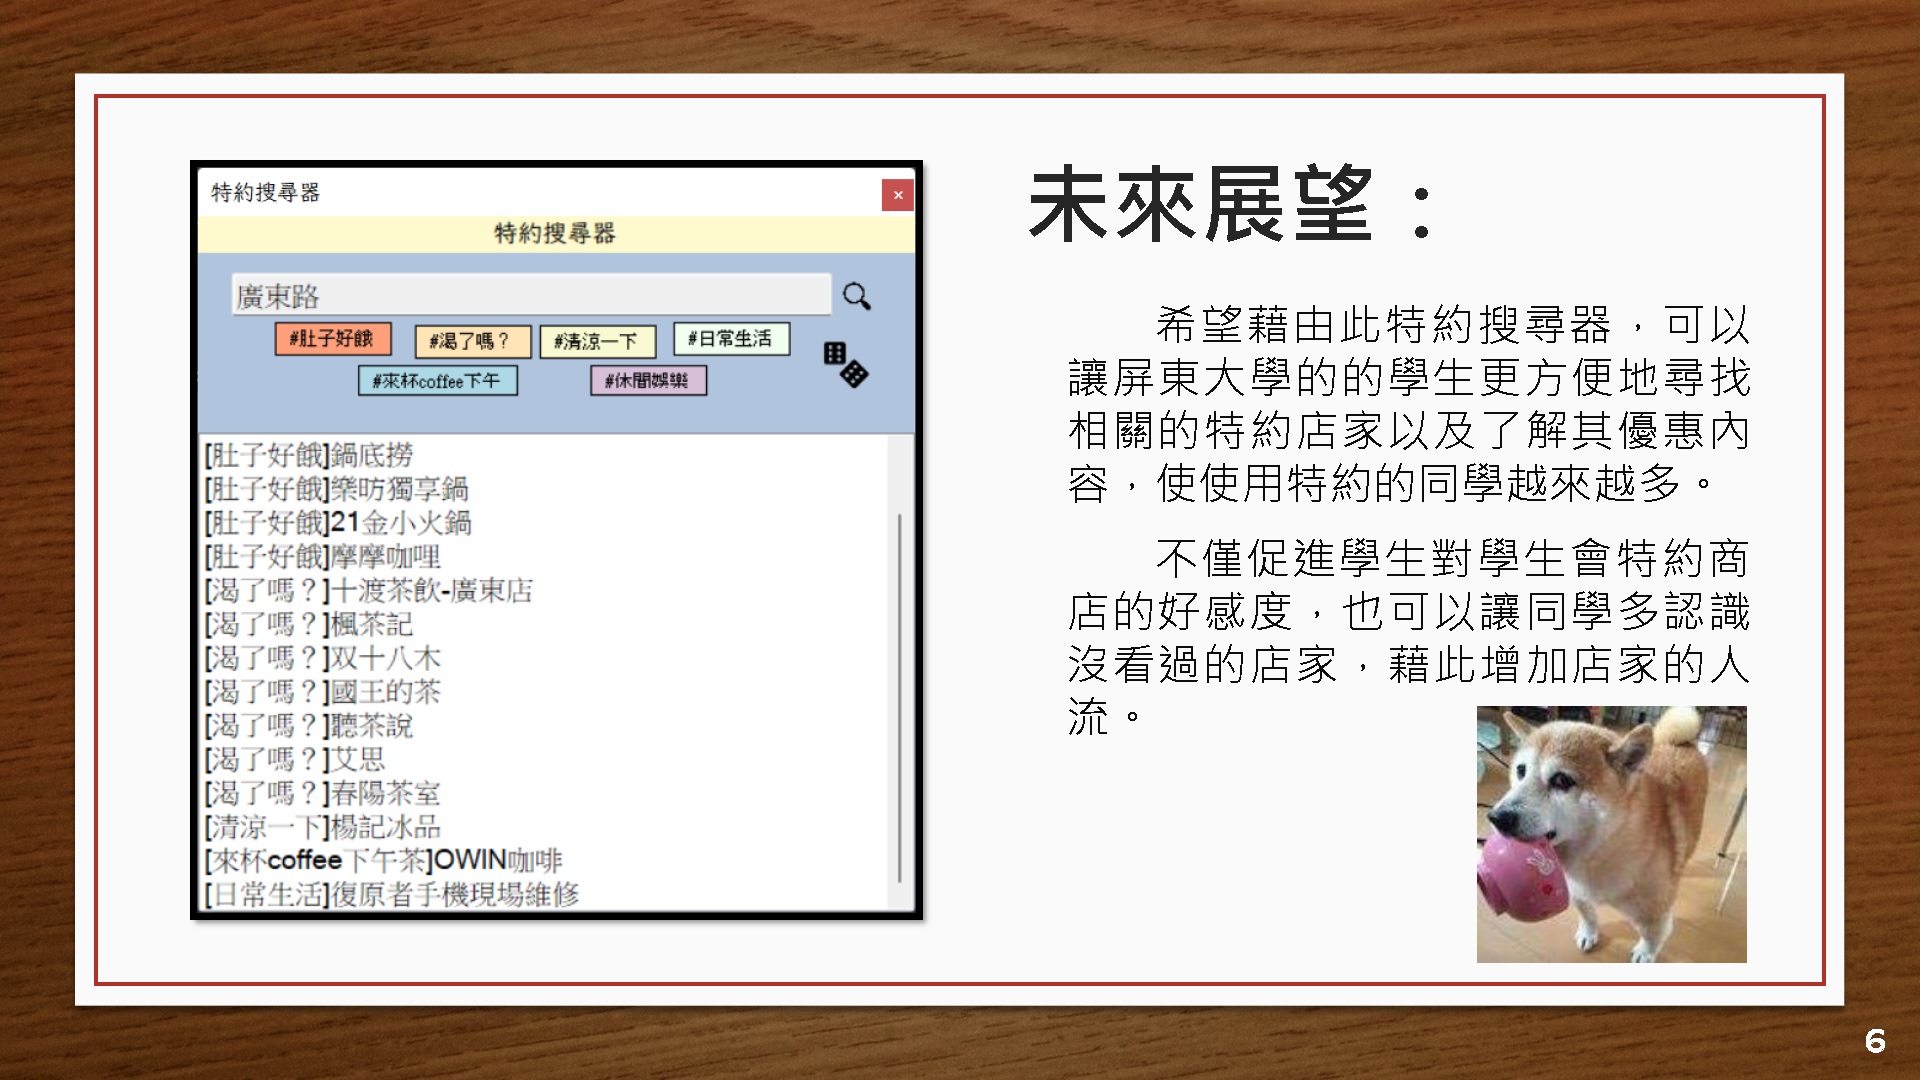 特約搜尋器
×
特約搜尋器
廣東路
#肚子好餓
#渴了嗎？
#清涼一下
#日常生活
#來杯coffee下午
#休閒娛樂
[肚子好餓]鍋底撈
[肚子好餓]樂昉獨享鍋
[肚子好餓]21金小火鍋
[肚子好餓]摩摩咖哩
[渴了嗎？]十渡茶飲-廣東店
[渴了嗎？]楓茶記
[渴了嗎？]双十八木
[渴了嗎？]國王的茶
[渴了嗎？]聽茶說
[渴了嗎？]艾思
[渴了嗎？]春陽茶室
[清涼一下]楊記冰品
[來杯coffee下午茶]OWIN咖啡
[日常生活]復原者手機現場維修
未來展望：
希望藉由此特約搜尋器，可以
讓屏東大學的的學生更方便地尋找
相關的特約店家以及了解其優惠內
容，使使用特約的同學越來越多。
不僅促進學生對學生會特約商
店的好感度，也可以讓同學多認識
沒看過的店家，藉此增加店家的人
流。
6